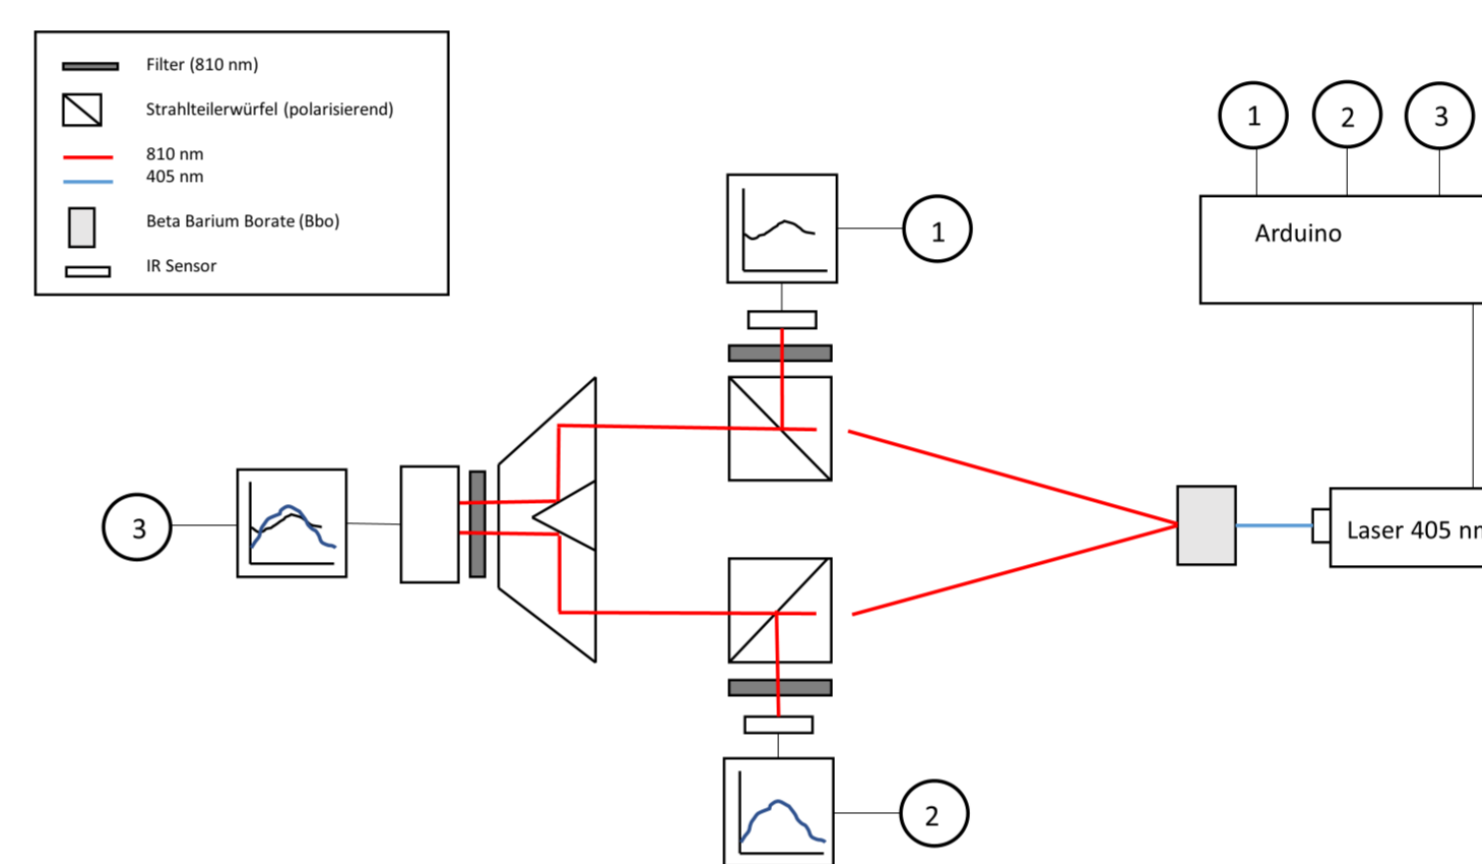 Filter (810 nm)
Strahlteilerwürfel (polarisierend)
810 nm
405 nm
Beta Barium Borate (Bbo)
IR Sensor
1 2 3
Arduino
1
3
Laser 405 nm
2